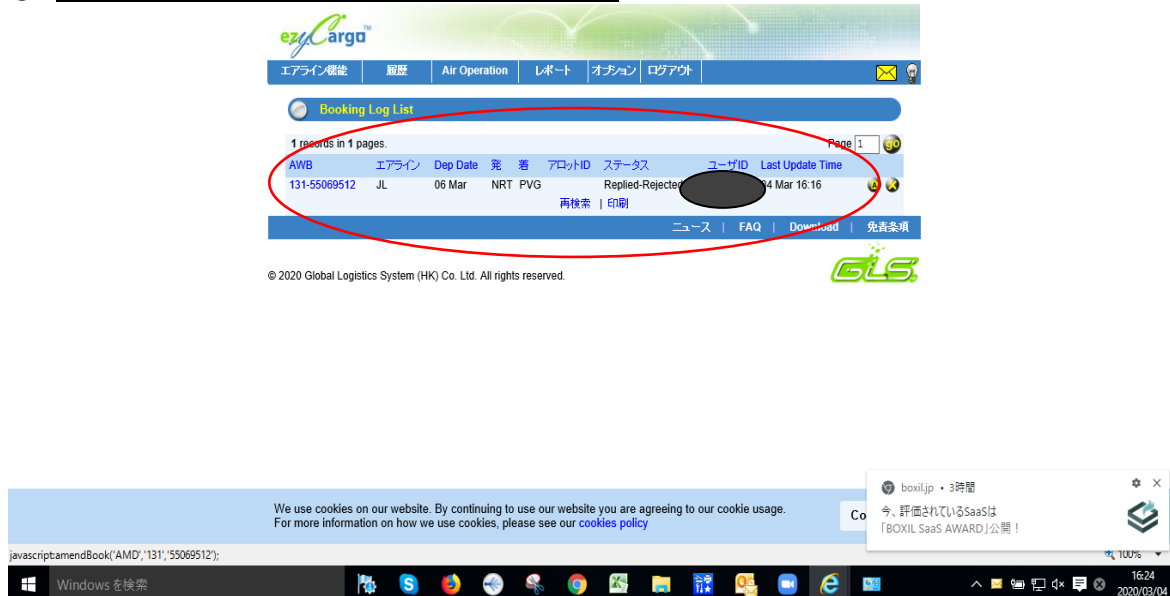 ezyCargo™
エアライン機能 履歴 Air Operation レポート オプション ログアウト
Booking Log List
1 records in 1 pages. Page 1 go
AWB エアライン Dep Date 発 着 アロットID ステータス ユーザID Last Update Time
131-55069512 JL 06 Mar NRT PVG Replied-Rejected 04 Mar 16:16 A X
再検索 | 印刷
ニュース | FAQ | Download | 免責条項
© 2020 Global Logistics System (HK) Co. Ltd. All rights reserved.
GLS
We use cookies on our website. By continuing to use our website you are agreeing to our cookie usage.
For more information on how we use cookies, please see our cookies policy
Co
boxil.jp • 3時間
今、評価されているSaaSは
「BOXIL SaaS AWARD」公開！
javascript:amendBook('AMD','131','55069512');
100%
Windows を検索
16:24
2020/03/04